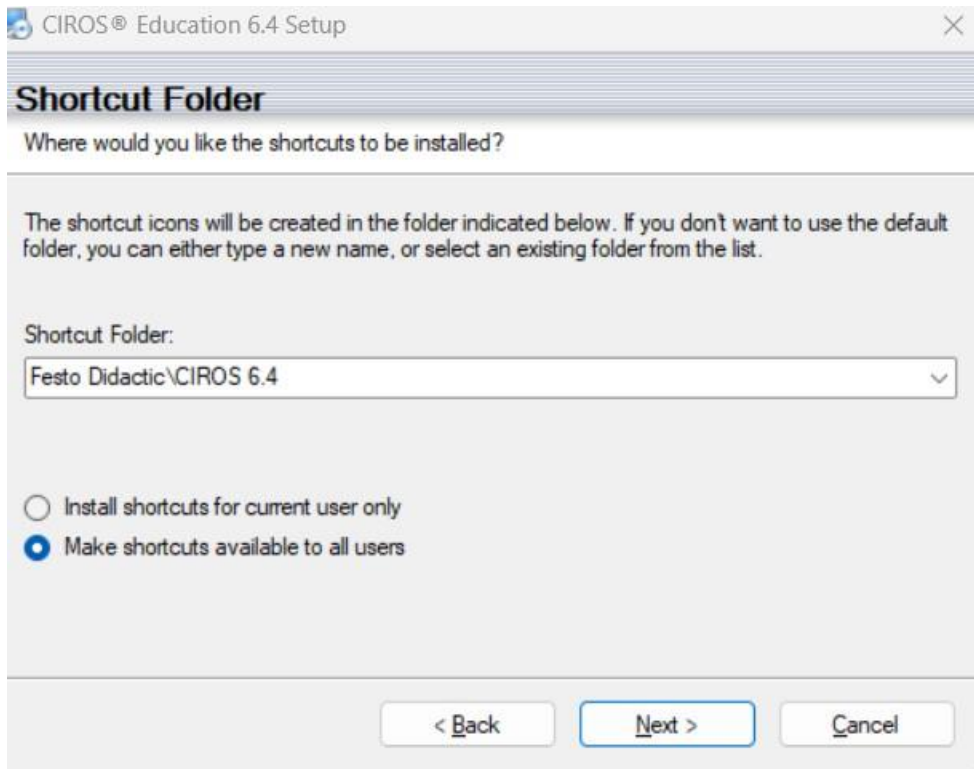 CIROS® Education 6.4 Setup
Shortcut Folder
Where would you like the shortcuts to be installed?
The shortcut icons will be created in the folder indicated below. If you don't want to use the default
folder, you can either type a new name, or select an existing folder from the list.
Shortcut Folder:
Festo Didactic\CIROS 6.4
Install shortcuts for current user only
Make shortcuts available to all users
< Back Next > Cancel